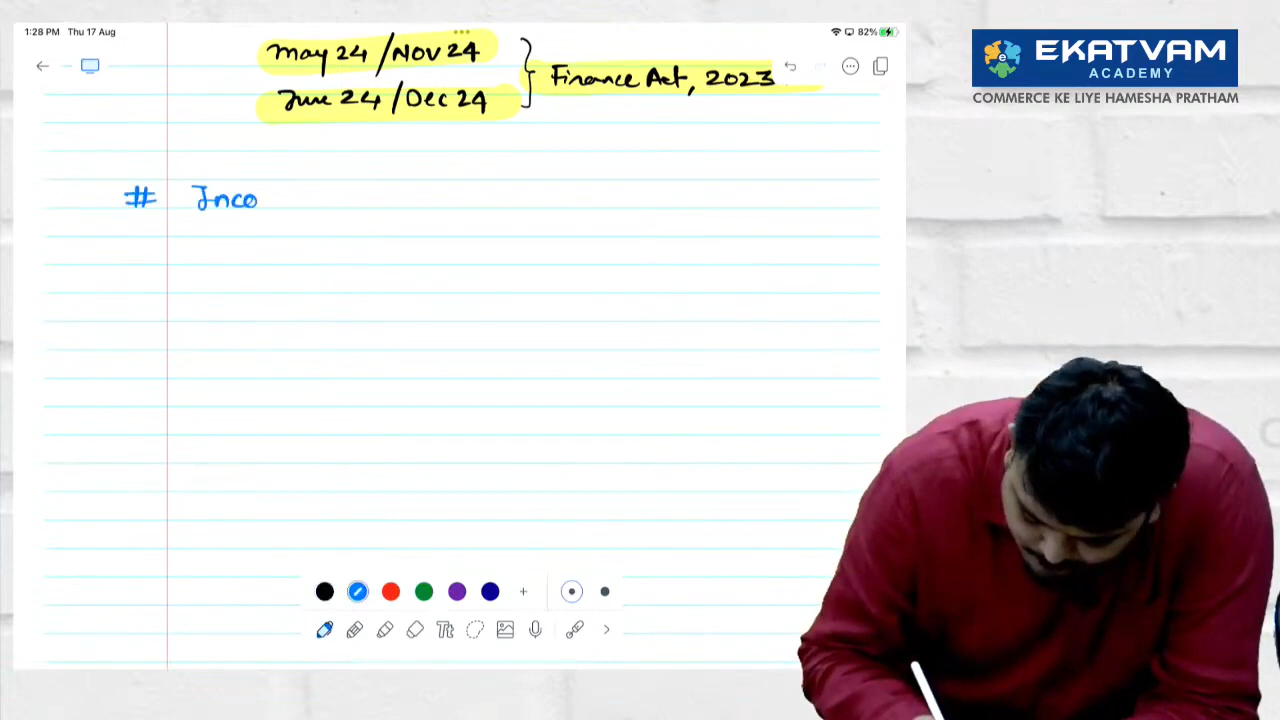 1:28 PM Thu 17 Aug
82%
May 24 / Nov 24
June 24 / Dec 24
Finance Act, 2023
# Inco
Tt
EKATVAM
ACADEMY
COMMERCE KE LIYE HAMESHA PRATHAM